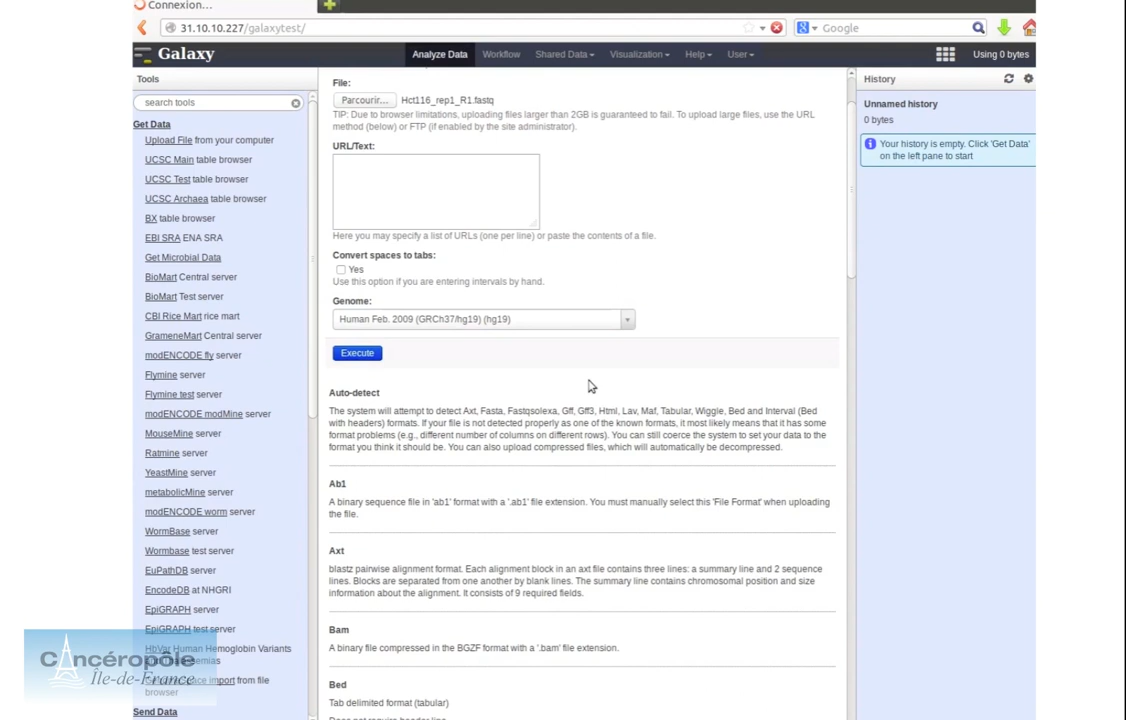 Connexion...
31.10.10.227/galaxytest/
Google
Galaxy
Analyze Data
Workflow
Shared Data
Visualization
Help
User
Using 0 bytes
Tools
search tools
Get Data
Upload File from your computer
UCSC Main table browser
UCSC Test table browser
UCSC Archaea table browser
BX table browser
EBI SRA ENA SRA
Get Microbial Data
BioMart Central server
BioMart Test server
CBI Rice Mart rice mart
GrameneMart Central server
modENCODE fly server
Flymine server
Flymine test server
modENCODE modMine server
MouseMine server
Ratmine server
YeastMine server
metabolicMine server
modENCODE worm server
WormBase server
Wormbase test server
EuPathDB server
EncodeDB at NHGRI
EpiGRAPH server
EpiGRAPH test server
HbVar Human Hemoglobin Variants
import from file
browser
Send Data
File:
Parcourir... Hct116_rep1_R1.fastq
TIP: Due to browser limitations, uploading files larger than 2GB is guaranteed to fail. To upload large files, use the URL
method (below) or FTP (if enabled by the site administrator).
URL/Text:
Here you may specify a list of URLs (one per line) or paste the contents of a file.
Convert spaces to tabs:
Yes
Use this option if you are entering intervals by hand.
Genome:
Human Feb. 2009 (GRCh37/hg19) (hg19)
Execute
Auto-detect
The system will attempt to detect Axt, Fasta, Fastqsolexa, Gff, Gff3, Html, Lav, Maf, Tabular, Wiggle, Bed and Interval (Bed
with headers) formats. If your file is not detected properly as one of the known formats, it most likely means that it has some
format problems (e.g., different number of columns on different rows). You can still coerce the system to set your data to the
format you think it should be. You can also upload compressed files, which will automatically be decompressed.
Ab1
A binary sequence file in 'ab1' format with a '.ab1' file extension. You must manually select this 'File Format' when uploading
the file.
Axt
blastz pairwise alignment format. Each alignment block in an axt file contains three lines: a summary line and 2 sequence
lines. Blocks are separated from one another by blank lines. The summary line contains chromosomal position and size
information about the alignment. It consists of 9 required fields.
Bam
A binary file compressed in the BGZF format with a '.bam' file extension.
Bed
Tab delimited format (tabular)
Does not require header line
History
Unnamed history
0 bytes
Your history is empty. Click 'Get Data'
on the left pane to start
Cancéropôle
Île-de-France